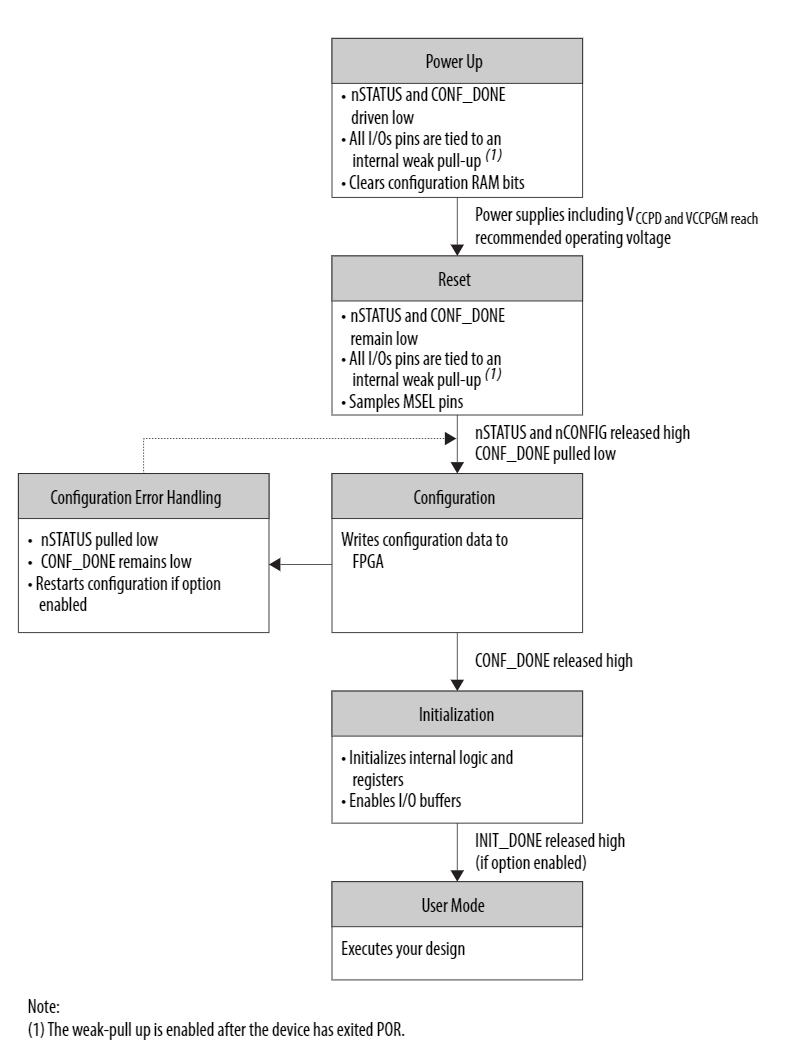 Power Up
• nSTATUS and CONF_DONE
driven low
• All I/Os pins are tied to an
internal weak pull-up (1)
• Clears configuration RAM bits
Power supplies including VCCPD and VCCPGM reach
recommended operating voltage
Reset
• nSTATUS and CONF_DONE
remain low
• All I/Os pins are tied to an
internal weak pull-up (1)
• Samples MSEL pins
nSTATUS and nCONFIG released high
CONF_DONE pulled low
Configuration Error Handling
• nSTATUS pulled low
• CONF_DONE remains low
• Restarts configuration if option
enabled
Configuration
Writes configuration data to
FPGA
CONF_DONE released high
Initialization
• Initializes internal logic and
registers
• Enables I/O buffers
INIT_DONE released high
(if option enabled)
User Mode
Executes your design
Note:
(1) The weak-pull up is enabled after the device has exited POR.